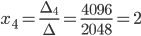 x₄ = Δ₄/Δ = 4096/2048 = 2